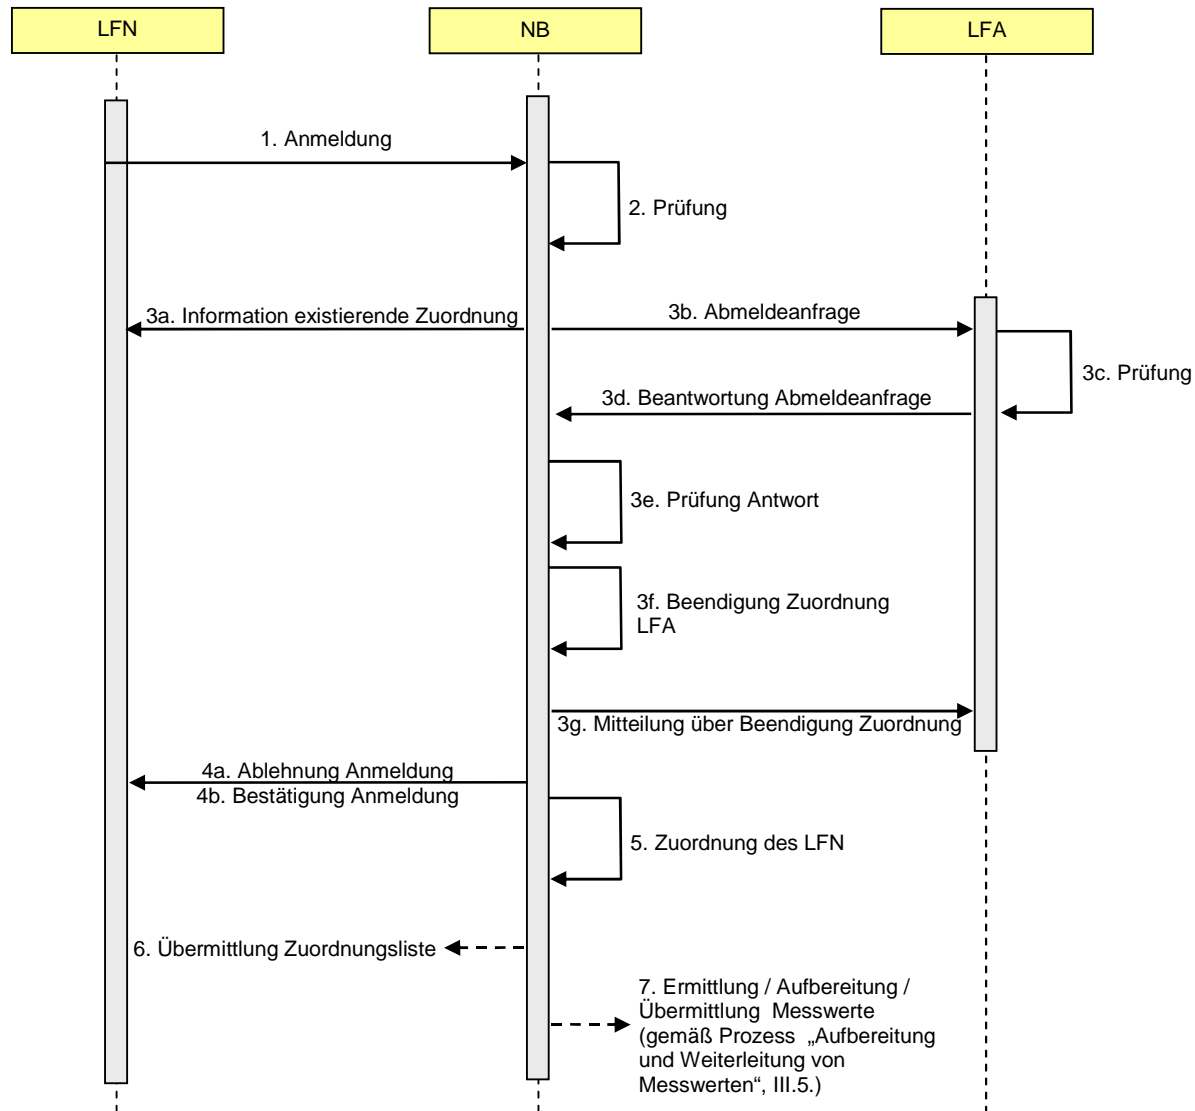 LFN
NB
LFA
1. Anmeldung
2. Prüfung
3a. Information existierende Zuordnung
3b. Abmeldeanfrage
3c. Prüfung
3d. Beantwortung Abmeldeanfrage
3e. Prüfung Antwort
3f. Beendigung Zuordnung
LFA
3g. Mitteilung über Beendigung Zuordnung
4a. Ablehnung Anmeldung
4b. Bestätigung Anmeldung
5. Zuordnung des LFN
6. Übermittlung Zuordnungsliste
7. Ermittlung / Aufbereitung /
Übermittlung Messwerte
(gemäß Prozess „Aufbereitung
und Weiterleitung von
Messwerten“, III.5.)